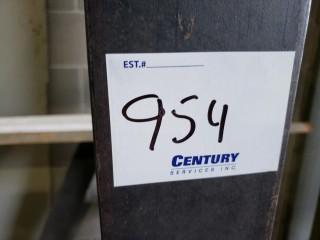 EST.#
954
CENTURY
SERVICES INC